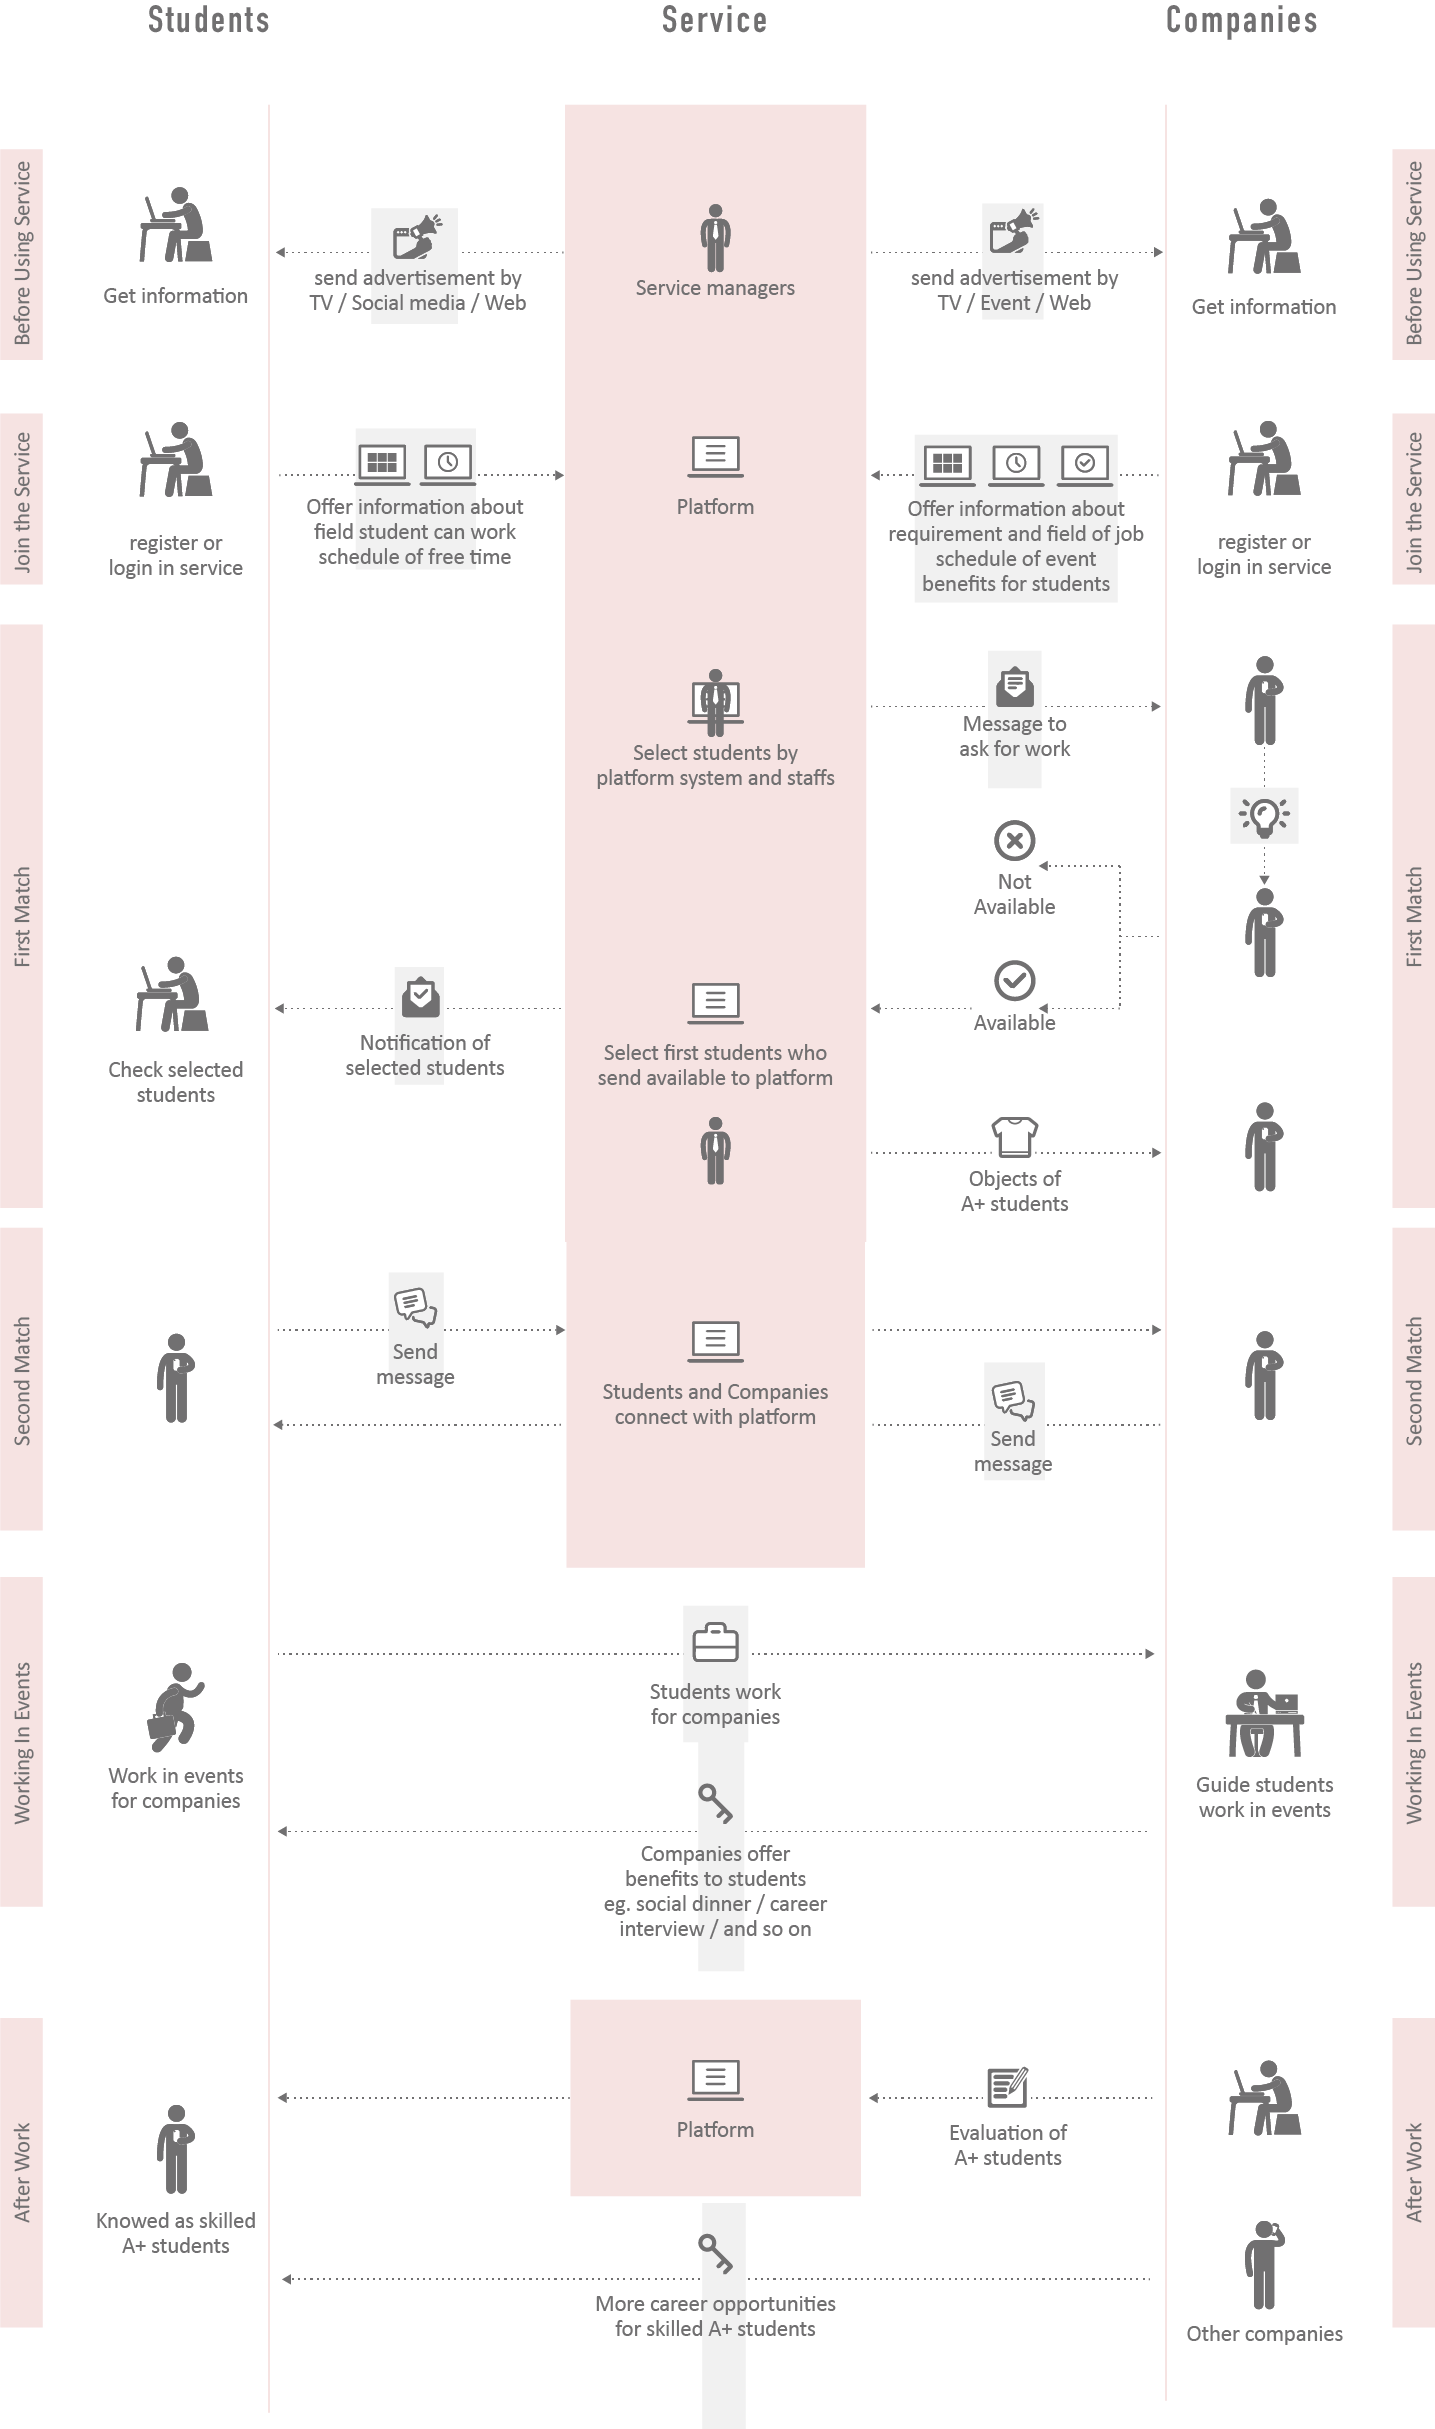 Students
Service
Companies
Before Using Service
Get information
send advertisement by
TV / Social media / Web
Service managers
send advertisement by
TV / Event / Web
Get information
Before Using Service
Join the Service
register or
login in service
Offer information about
field student can work
schedule of free time
Platform
Offer information about
requirement and field of job
schedule of event
benefits for students
register or
login in service
Join the Service
First Match
Select students by
platform system and staffs
Message to
ask for work
Not
Available
Available
Check selected
students
Notification of
selected students
Select first students who
send available to platform
Objects of
A+ students
First Match
Second Match
Send
message
Students and Companies
connect with platform
Send
message
Second Match
Working In Events
Work in events
for companies
Students work
for companies
Guide students
work in events
Companies offer
benefits to students
eg. social dinner / career
interview / and so on
Working In Events
After Work
Knowed as skilled
A+ students
Platform
Evaluation of
A+ students
More career opportunities
for skilled A+ students
Other companies
After Work